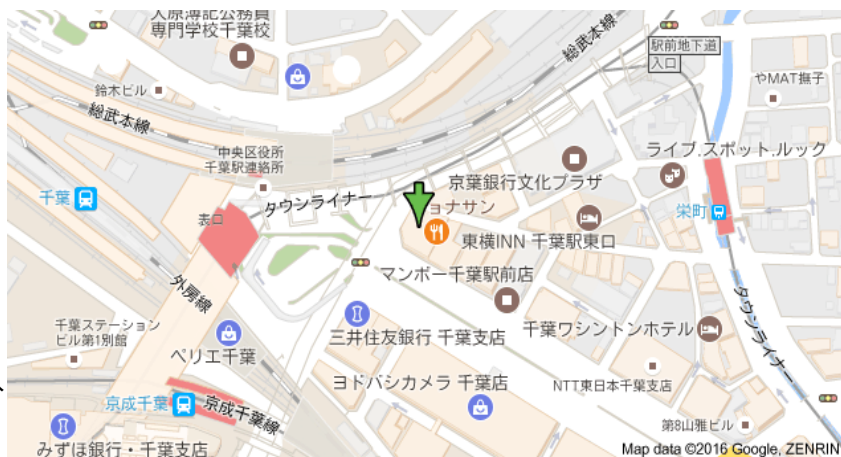 大原簿記公務員
専門学校千葉校
総武本線
駅前地下道
入口
やMAT撫子
鈴木ビル
総武本線
中央区役所
千葉駅連絡所
ライブ.スポット.ルック
京葉銀行文化プラザ
千葉
タウンライナー
ョナサン
栄町
表口
東横INN 千葉駅東口
マンボー千葉駅前店
外房線
タウンライナー
千葉ステーション
ビル第1別館
三井住友銀行 千葉支店
千葉ワシントンホテル
ペリエ千葉
ヨドバシカメラ 千葉店
NTT東日本千葉支店
京成千葉
京成千葉線
第8山雅ビル
みずほ銀行・千葉支店
Map data ©2016 Google, ZENRIN